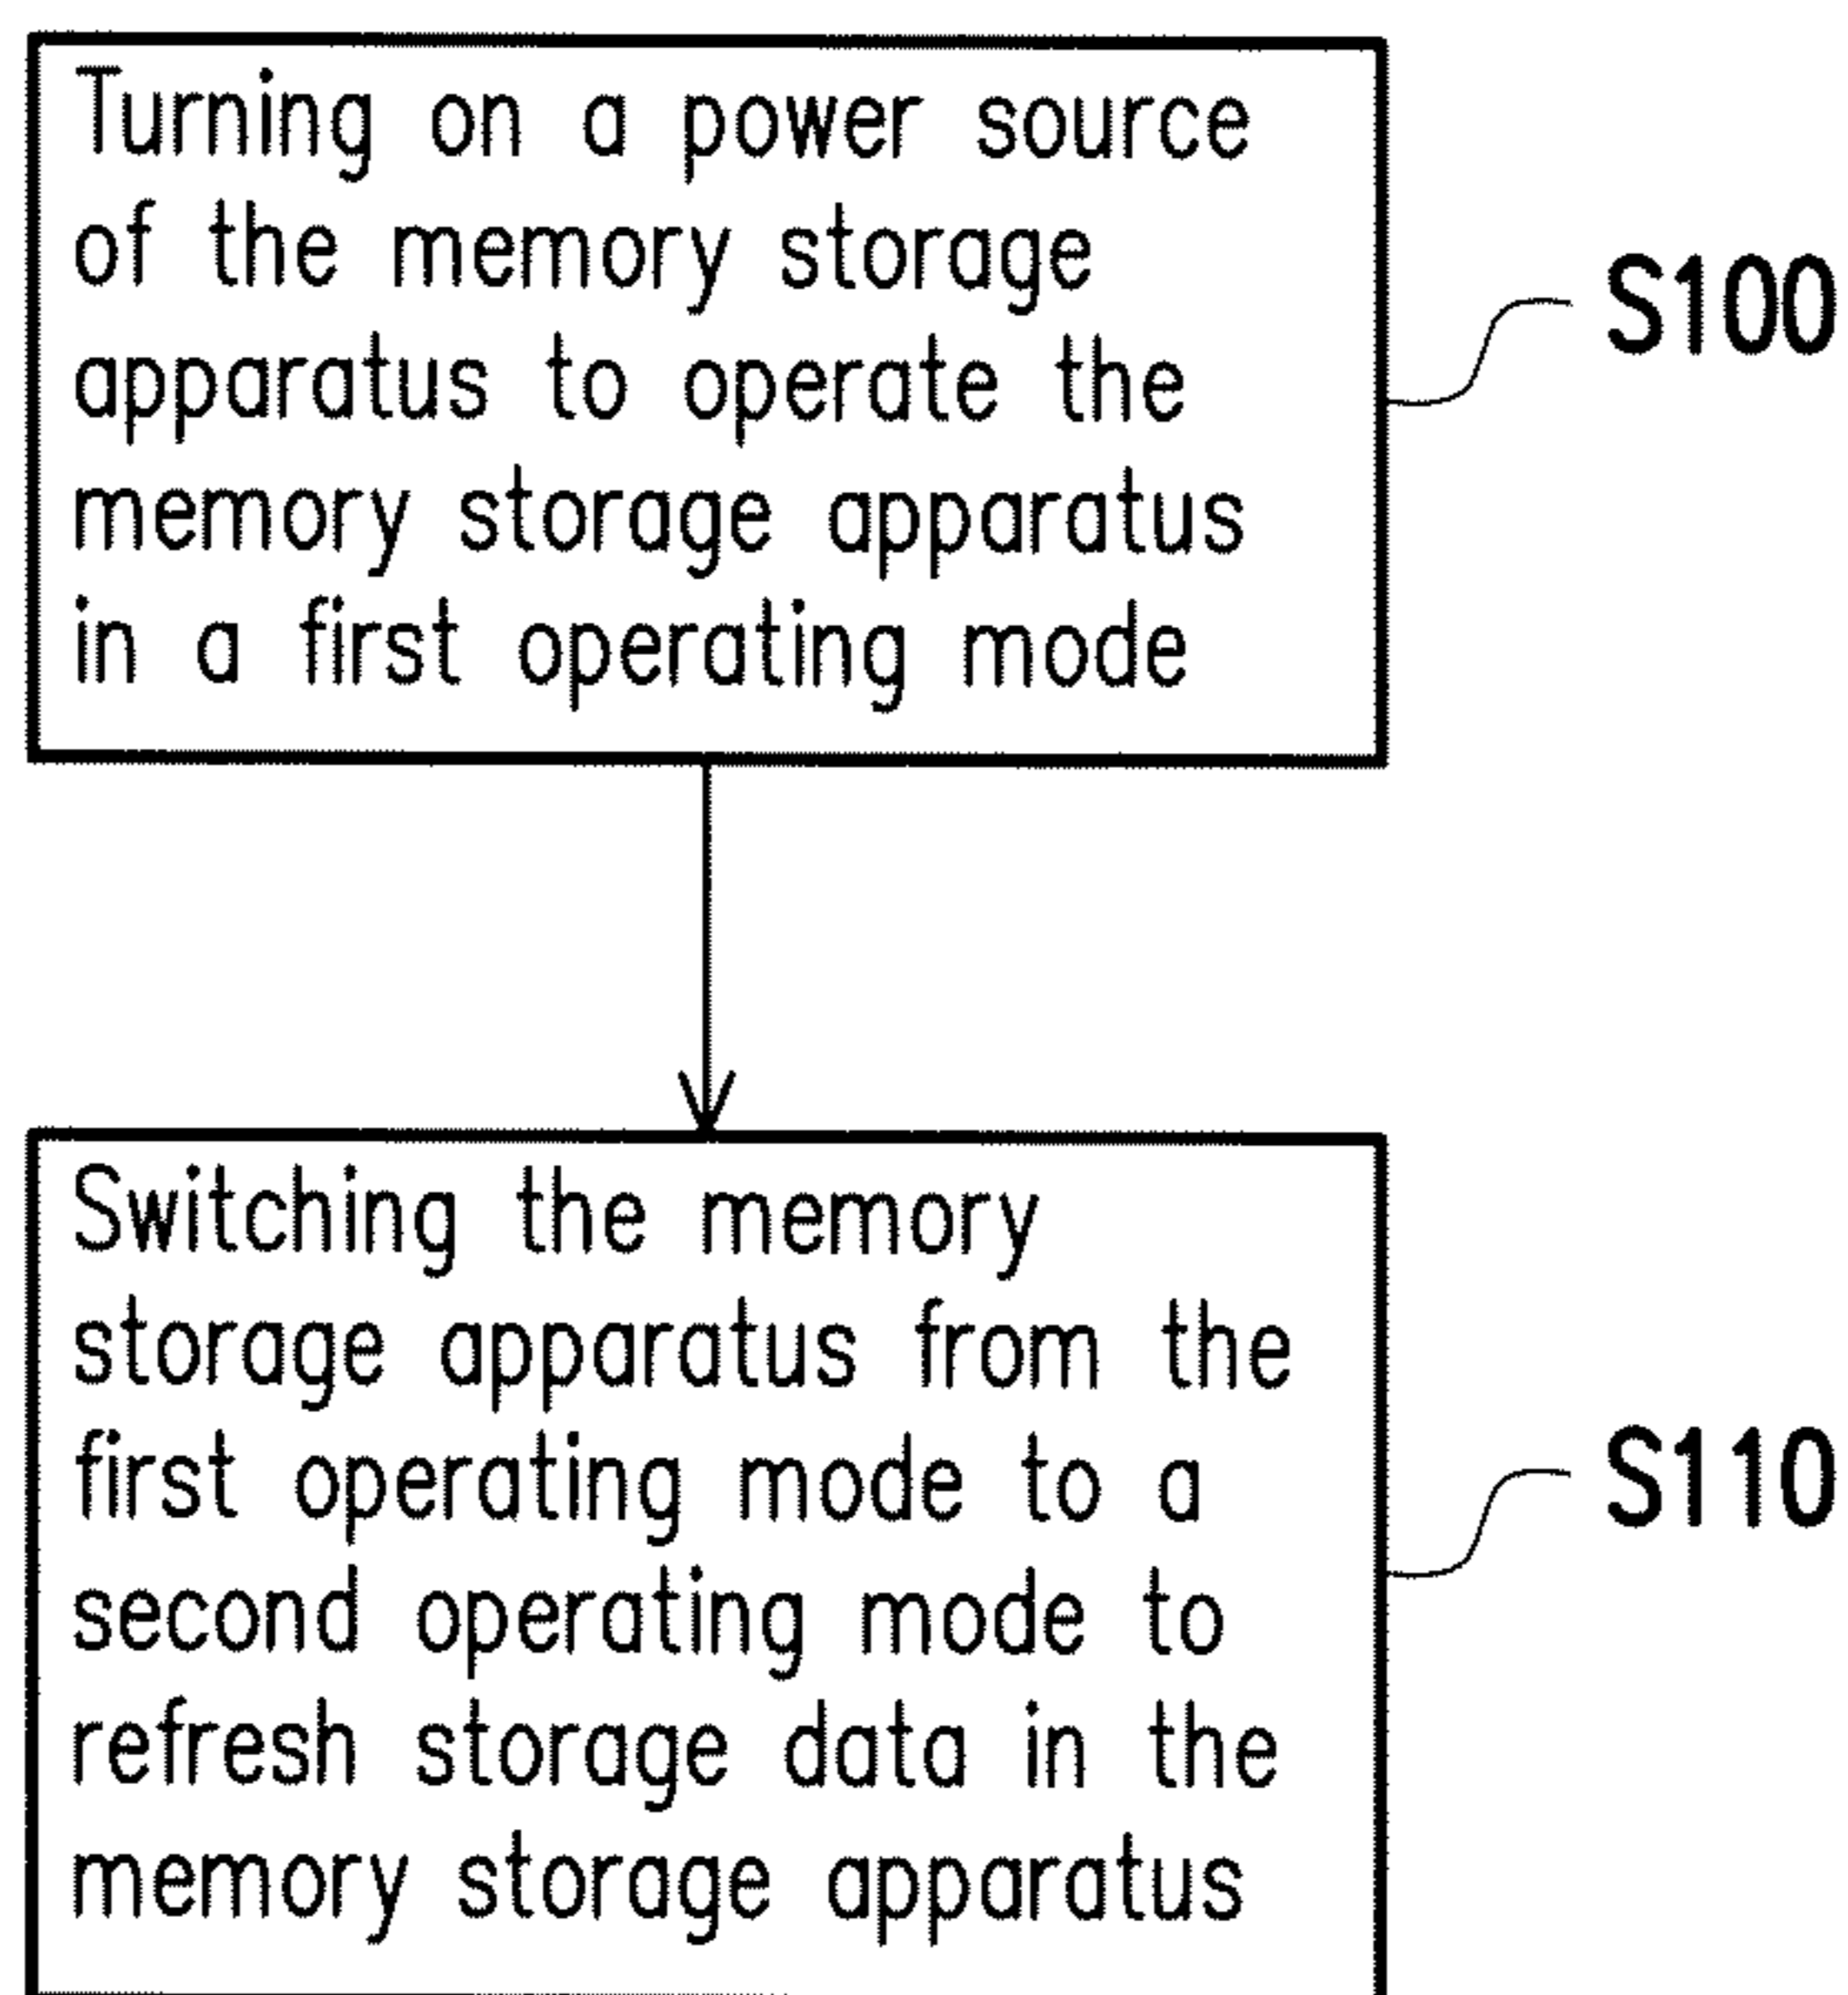 Turning on a power source
of the memory storage
apparatus to operate the
memory storage apparatus
in a first operating mode
S100
Switching the memory
storage apparatus from the
first operating mode to a
second operating mode to
refresh storage data in the
memory storage apparatus
S110